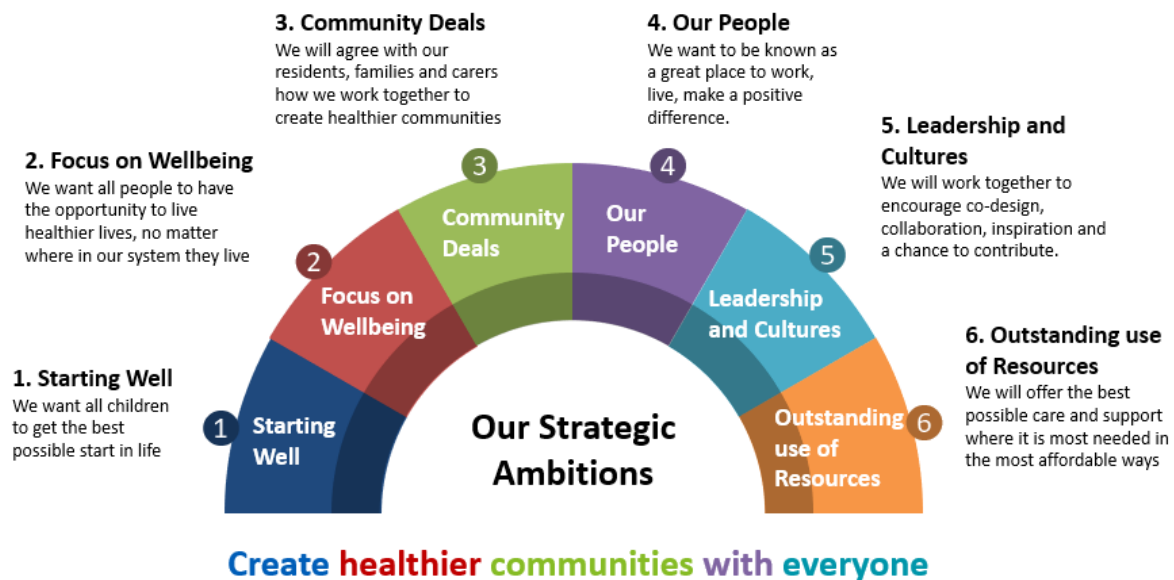 3. Community Deals
We will agree with our
residents, families and carers
how we work together to
create healthier communities
4. Our People
We want to be known as
a great place to work,
live, make a positive
difference.
2. Focus on Wellbeing
We want all people to have
the opportunity to live
healthier lives, no matter
where in our system they live
5. Leadership and
Cultures
We will work together to
encourage co-design,
collaboration, inspiration and
a chance to contribute.
1. Starting Well
We want all children
to get the best
possible start in life
6. Outstanding use
of Resources
We will offer the best
possible care and support
where it is most needed in
the most affordable ways
1
Starting
Well
2
Focus on
Wellbeing
3
Community
Deals
4
Our
People
5
Leadership
and Cultures
6
Outstanding
use of
Resources
Our Strategic
Ambitions
Create healthier communities with everyone